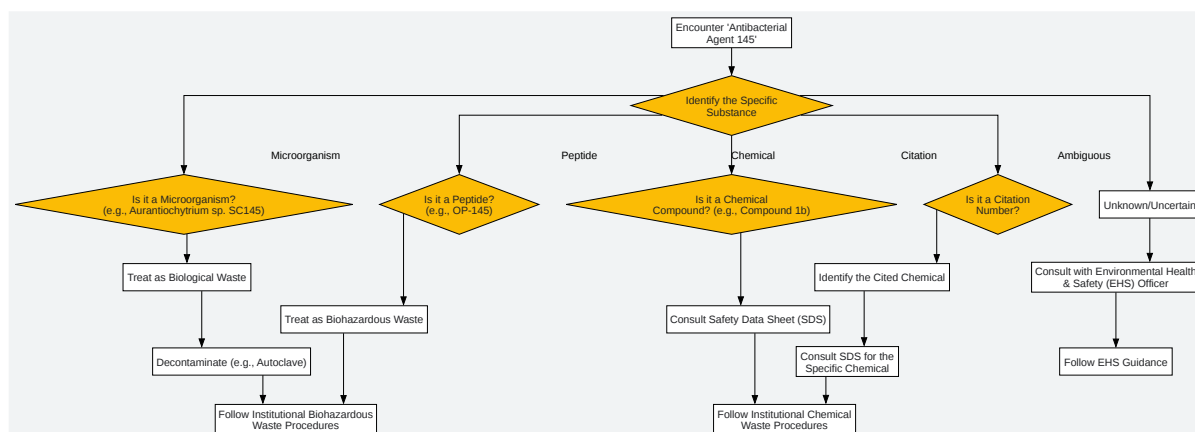 Encounter 'Antibacterial
Agent 145'
Identify the Specific
Substance
Microorganism
Peptide
Chemical
Citation
Ambiguous
Is it a Microorganism?
(e.g., Aurantiochytrium sp. SC145)
Is it a Peptide?
(e.g., OP-145)
Is it a Chemical
Compound? (e.g., Compound 1b)
Is it a Citation
Number?
Unknown/Uncertain
Treat as Biological Waste
Identify the Cited Chemical
Consult with Environmental Health
& Safety (EHS) Officer
Treat as Biohazardous Waste
Consult Safety Data Sheet (SDS)
Decontaminate (e.g., Autoclave)
Consult SDS for the
Specific Chemical
Follow EHS Guidance
Follow Institutional Biohazardous
Waste Procedures
Follow Institutional Chemical
Waste Procedures